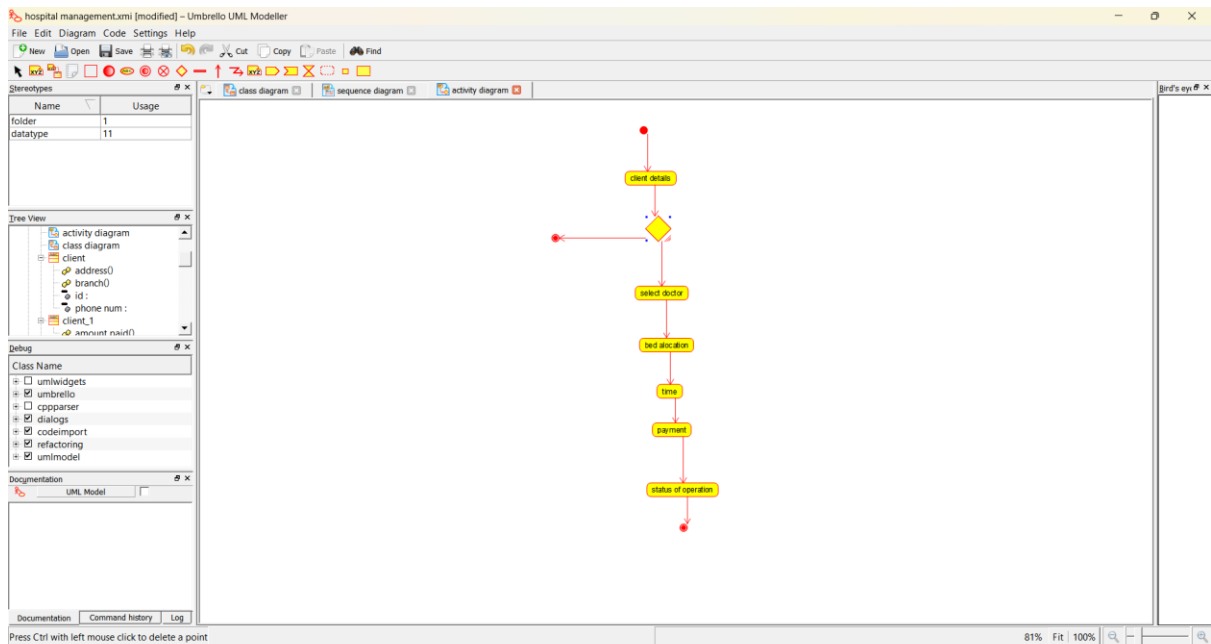 hospital management.xmi [modified] – Umbrello UML Modeller
File Edit Diagram Code Settings Help
New Open Save Cut Copy Paste Find
Stereotypes
class diagram sequence diagram activity diagram
Bird's eye
Name Usage
folder 1
datatype 11
client details
Tree View
activity diagram
class diagram
client
address()
branch()
id :
phone num :
client_1
amount paid()
select doctor
Debug
bed alocation
Class Name
umlwidgets
umbrello
cppparser
dialogs
codeimport
refactoring
umlmodel
time
payment
Documentation
UML Model
status of operation
Documentation Command history Log
Press Ctrl with left mouse click to delete a point
81% Fit 100%